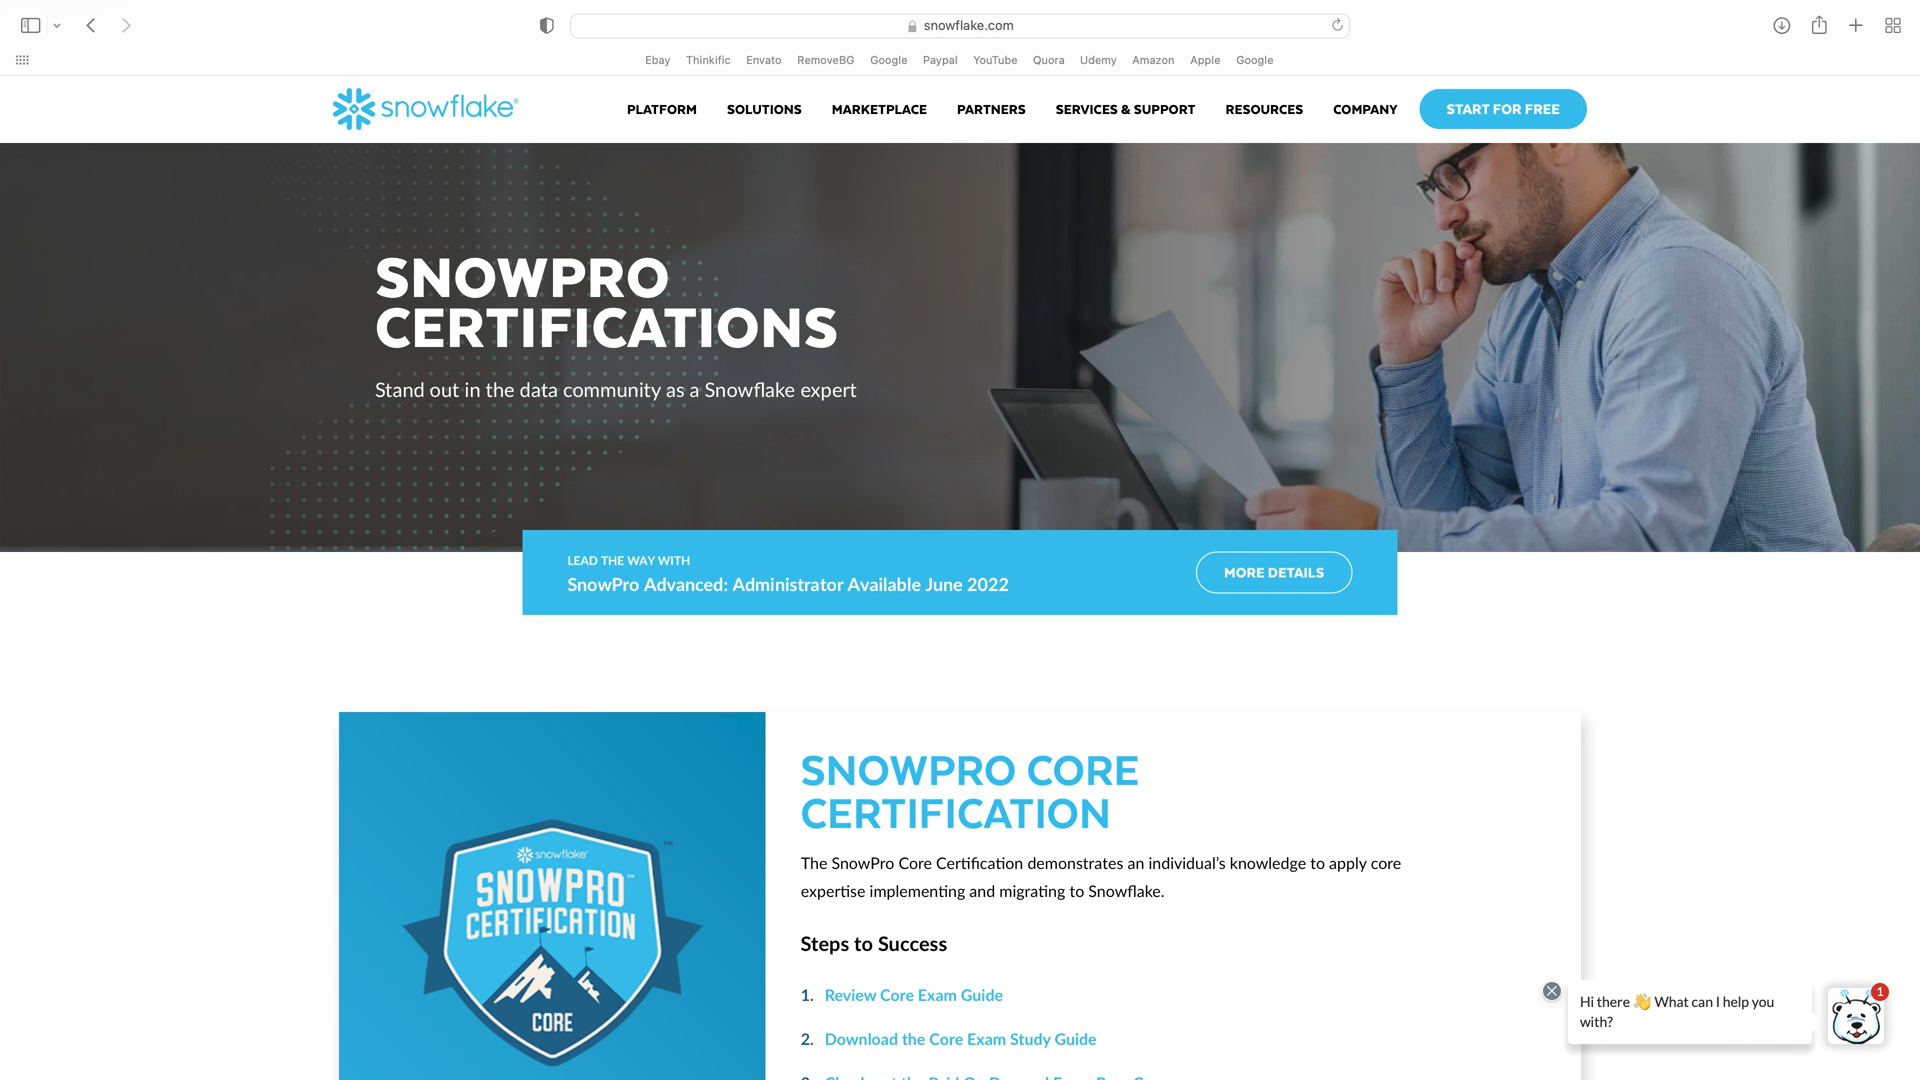 snowflake.com
Ebay Thinkific Envato RemoveBG Google Paypal YouTube Quora Udemy Amazon Apple Google
snowflake®
PLATFORM SOLUTIONS MARKETPLACE PARTNERS SERVICES & SUPPORT RESOURCES COMPANY START FOR FREE
SNOWPRO
CERTIFICATIONS
Stand out in the data community as a Snowflake expert
LEAD THE WAY WITH
SnowPro Advanced: Administrator Available June 2022
MORE DETAILS
snowflake®
SNOWPRO™
CERTIFICATION
CORE
TM
SNOWPRO CORE
CERTIFICATION
The SnowPro Core Certification demonstrates an individual’s knowledge to apply core
expertise implementing and migrating to Snowflake.
Steps to Success
1. Review Core Exam Guide
2. Download the Core Exam Study Guide
Hi there 👋 What can I help you
with?
1